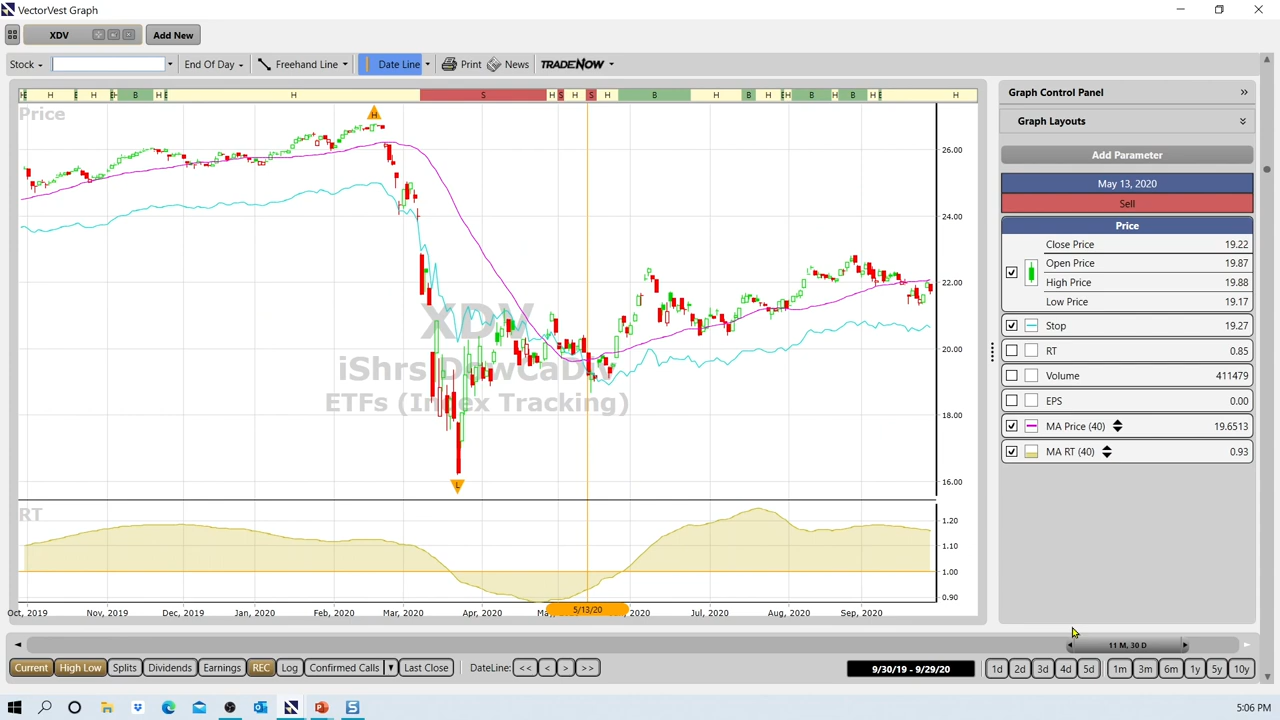 VectorVest Graph
XDV Add New
Stock End Of Day Freehand Line Date Line Print News TRADENOW
H H H H B H H S H S H S H B H B H H B H B H H
Price
H
L
26.00
24.00
22.00
20.00
18.00
16.00
XDV
iShrs DowCaDiv
ETFs (Index Tracking)
RT
1.20
1.10
1.00
0.90
Oct, 2019 Nov, 2019 Dec, 2019 Jan, 2020 Feb, 2020 Mar, 2020 Apr, 2020 5/13/20 Jul, 2020 Aug, 2020 Sep, 2020
Graph Control Panel
Graph Layouts
Add Parameter
May 13, 2020
Sell
Price
Close Price 19.22
Open Price 19.87
High Price 19.88
Low Price 19.17
Stop 19.27
RT 0.85
Volume 411479
EPS 0.00
MA Price (40) 19.6513
MA RT (40) 0.93
11 M, 30 D
Current High Low Splits Dividends Earnings REC Log Confirmed Calls Last Close DateLine: << < > >> 9/30/19 - 9/29/20 1d 2d 3d 4d 5d 1m 3m 6m 1y 5y 10y
5:06 PM